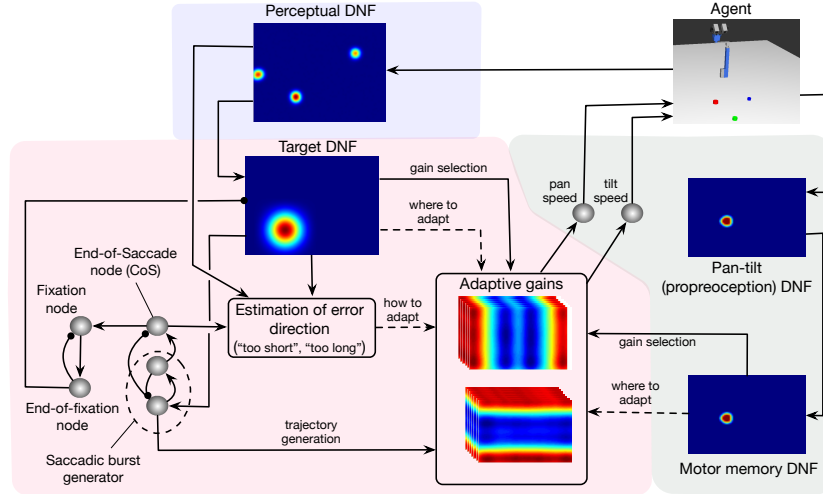 Perceptual DNF
Agent
Target DNF
gain selection
where to
adapt
pan
speed
tilt
speed
End-of-Saccade
node (CoS)
Fixation
node
Estimation of error
direction
(“too short”, “too long”)
how to
adapt
Adaptive gains
Pan-tilt
(propreoception) DNF
gain selection
where to
adapt
End-of-fixation
node
trajectory
generation
Saccadic burst
generator
Motor memory DNF